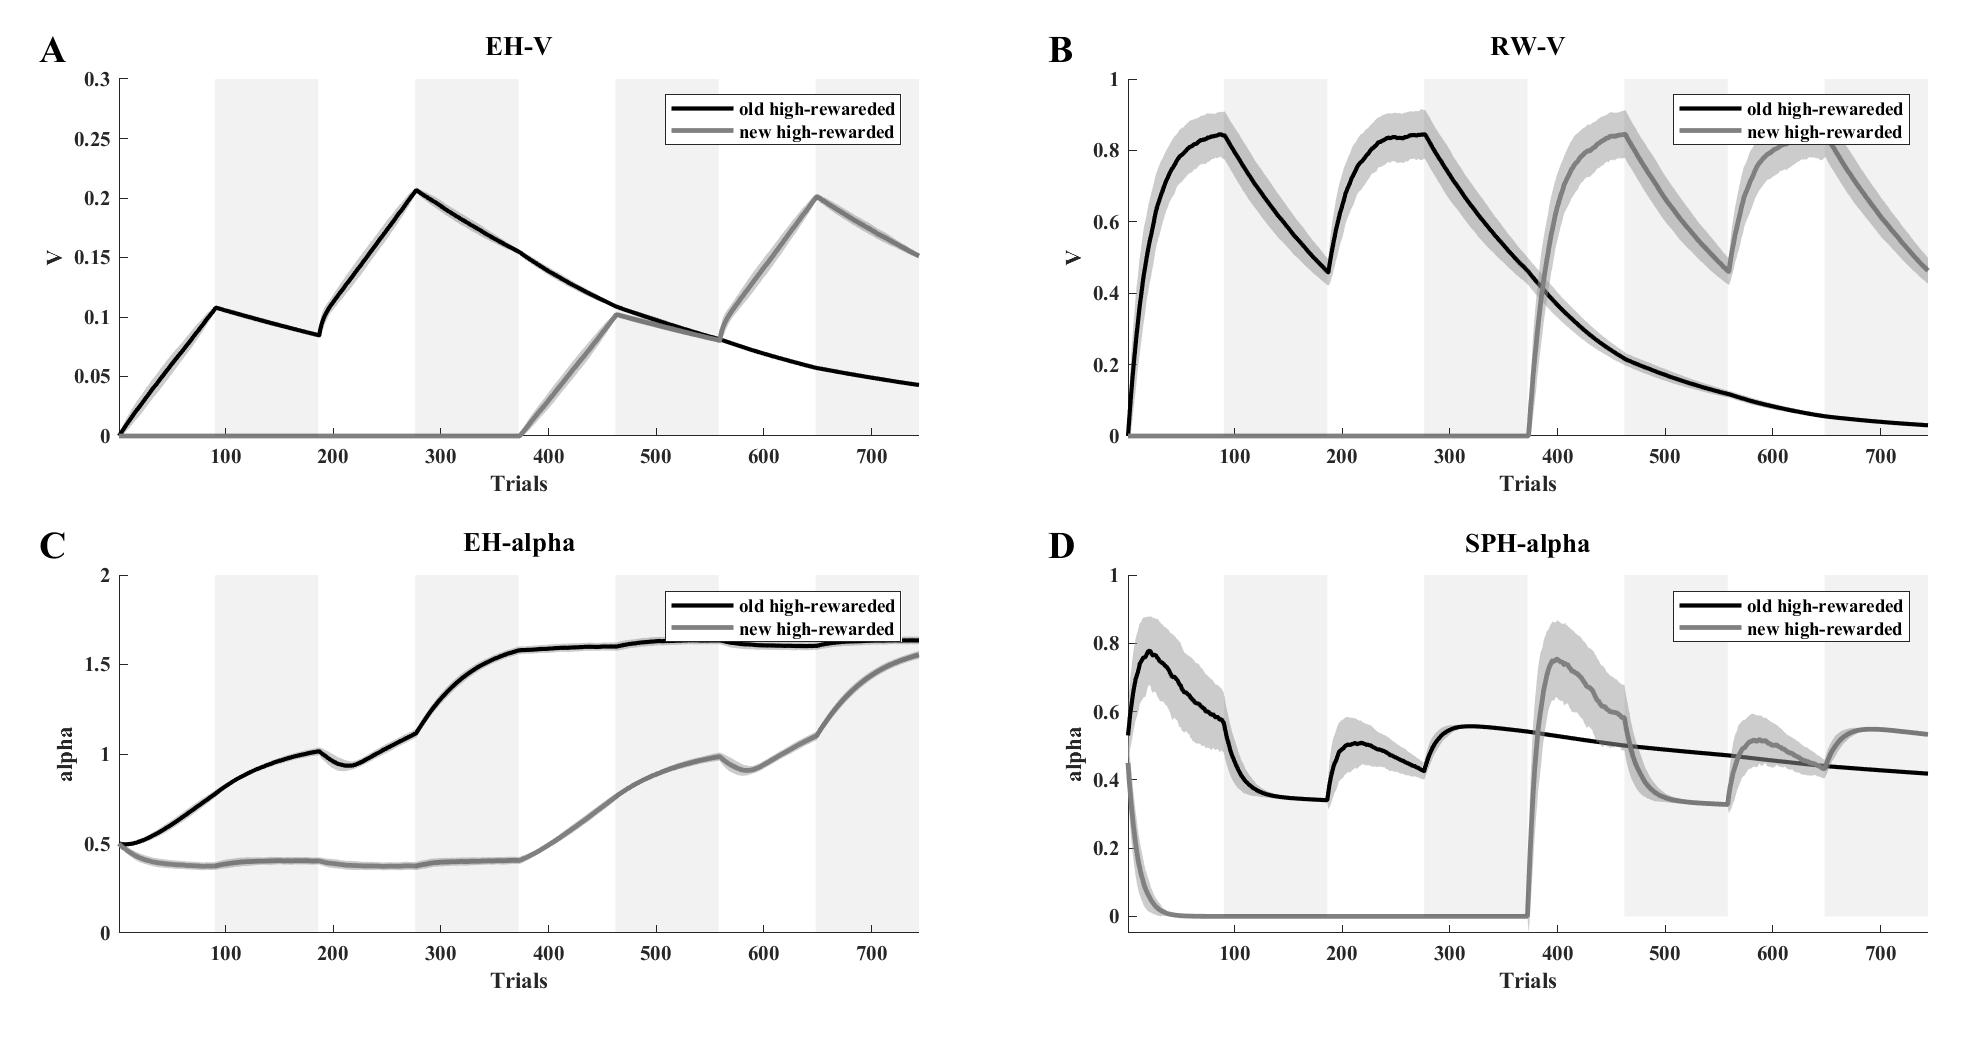 A
EH-V
0.3
0.25
0.2
0.15
0.1
0.05
0
V
100 200 300 400 500 600 700
Trials
old high-rewareded
new high-rewarded
B
RW-V
1
0.8
0.6
0.4
0.2
0
V
100 200 300 400 500 600 700
Trials
old high-rewareded
new high-rewarded
C
EH-alpha
2
1.5
1
0.5
0
alpha
100 200 300 400 500 600 700
Trials
old high-rewareded
new high-rewarded
D
SPH-alpha
1
0.8
0.6
0.4
0.2
0
alpha
100 200 300 400 500 600 700
Trials
old high-rewareded
new high-rewarded